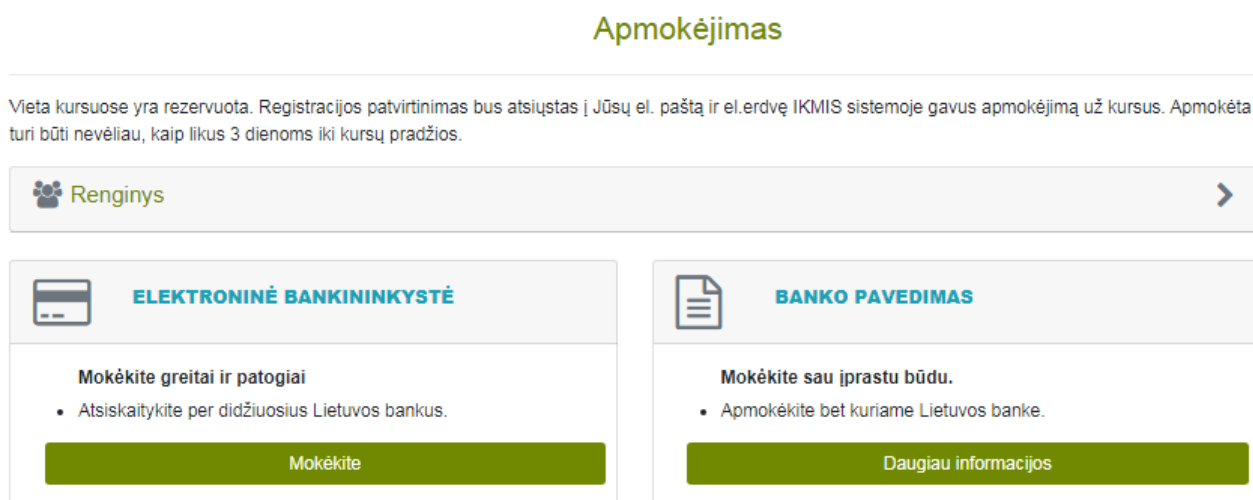 Apmokėjimas
Vieta kursuose yra rezervuota. Registracijos patvirtinimas bus atsiųstas į Jūsų el. paštą ir el.erdvę IKMIS sistemoje gavus apmokėjimą už kursus. Apmokėta
turi būti nevėliau, kaip likus 3 dienoms iki kursų pradžios.
Renginys
ELEKTRONINĖ BANKININKYSTĖ
Mokėkite greitai ir patogiai
• Atsiskaitykite per didžiuosius Lietuvos bankus.
Mokėkite
BANKO PAVEDIMAS
Mokėkite sau įprastu būdu.
• Apmokėkite bet kuriame Lietuvos banke.
Daugiau informacijos